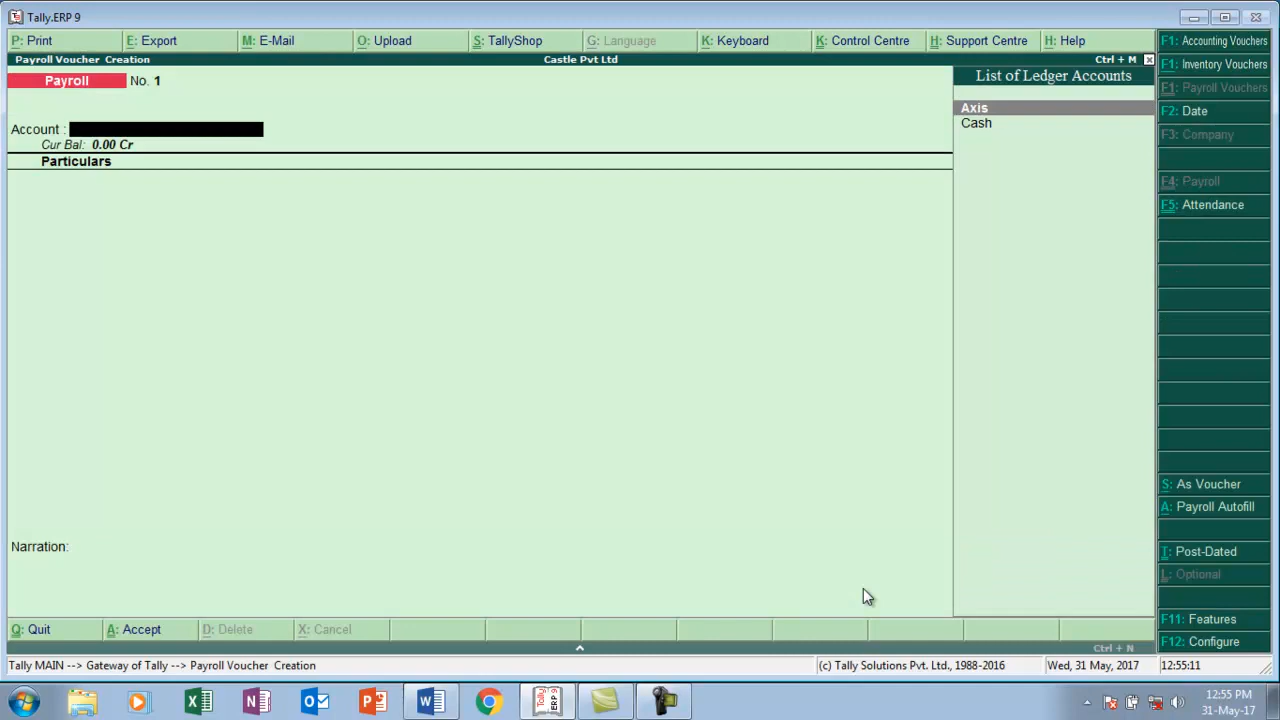 Tally.ERP 9
P: Print
E: Export
M: E-Mail
O: Upload
S: TallyShop
G: Language
K: Keyboard
K: Control Centre
H: Support Centre
H: Help
Payroll Voucher Creation
Castle Pvt Ltd
Ctrl + M
Payroll No. 1
Account :
Cur Bal: 0.00 Cr
Particulars
Narration:
List of Ledger Accounts
Axis
Cash
F1: Accounting Vouchers
F1: Inventory Vouchers
F1: Payroll Vouchers
F2: Date
F3: Company
F4: Payroll
F5: Attendance
S: As Voucher
A: Payroll Autofill
T: Post-Dated
L: Optional
F11: Features
F12: Configure
Q: Quit
A: Accept
D: Delete
X: Cancel
Ctrl + N
Tally MAIN --> Gateway of Tally --> Payroll Voucher Creation
(c) Tally Solutions Pvt. Ltd., 1988-2016
Wed, 31 May, 2017
12:55:11
12:55 PM
31-May-17